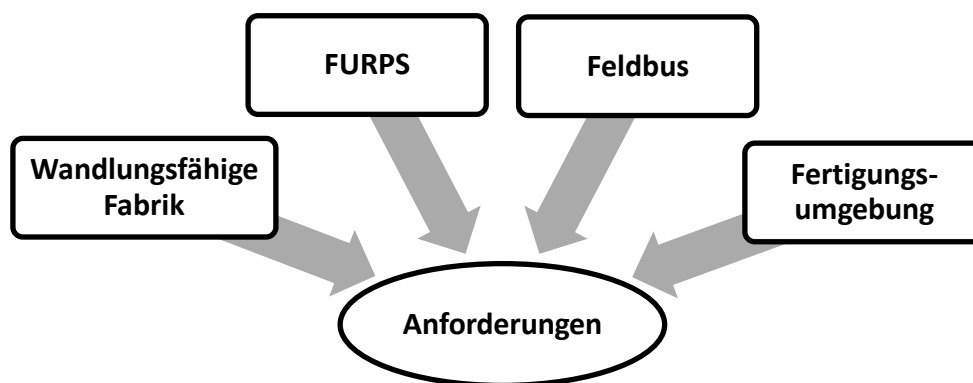 FURPS
Feldbus
Wandlungsfähige
Fabrik
Fertigungs-
umgebung
Anforderungen